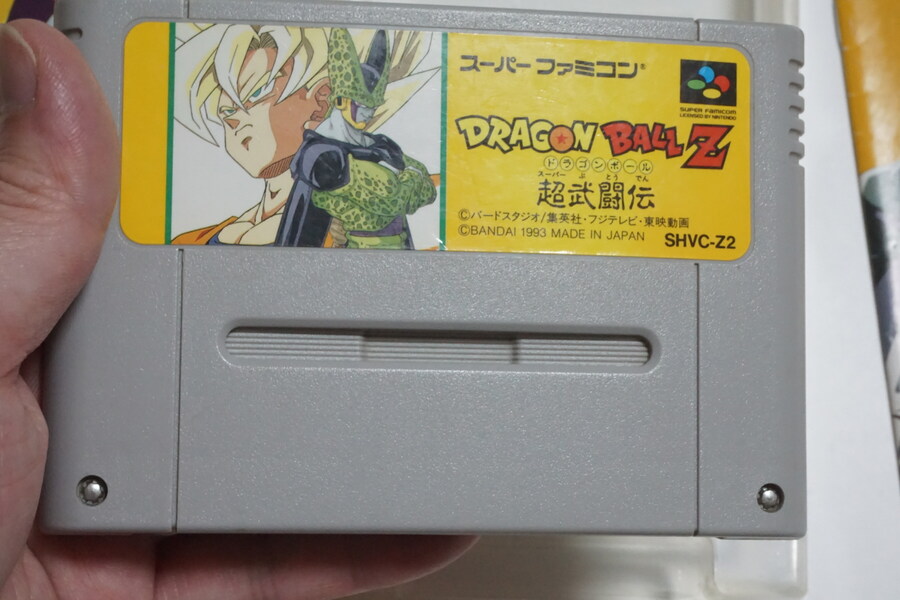 スーパーファミコン®
SUPER FAMICOM
LICENSED BY NINTENDO
DRAGON BALL Z
ドラゴンボール
スーパー ぶ とう でん
超武闘伝
©バードスタジオ/集英社・フジテレビ・東映動画
©BANDAI 1993 MADE IN JAPAN SHVC-Z2